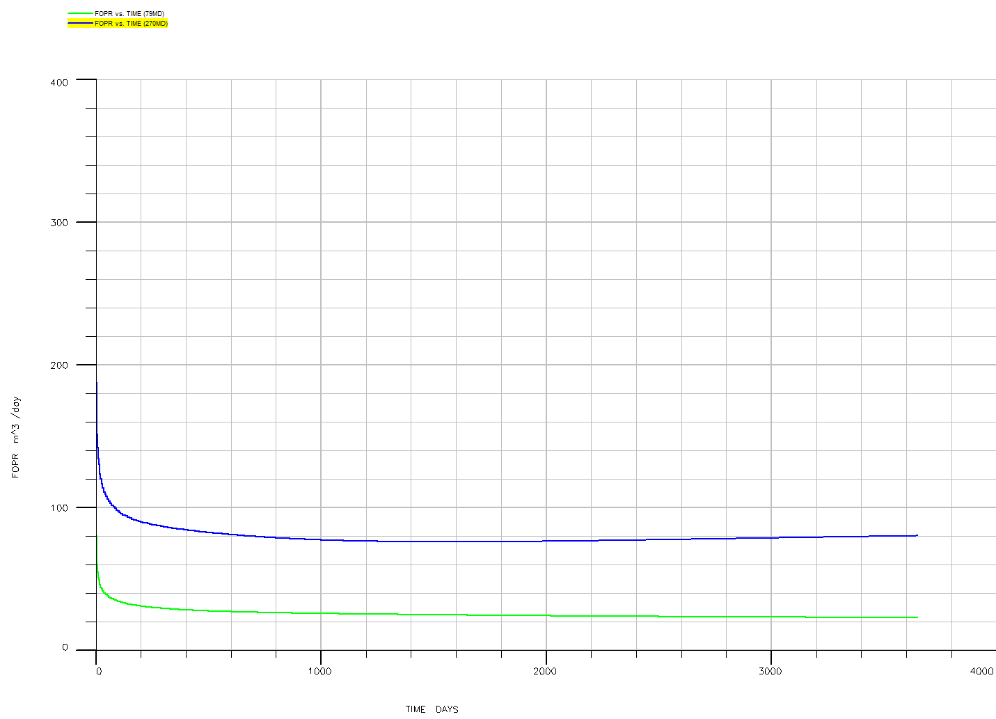 FOPR vs. TIME (79MD)
FOPR vs. TIME (270MD)
400
300
200
100
0
FOPR m^3/day
0 1000 2000 3000 4000
TIME DAYS